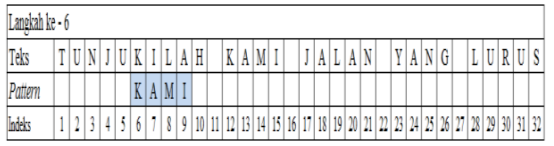 Langkah ke - 6
Teks T U N J U K I L A H K A M I J A L A N Y A N G L U R U S
Pattern K A M I
Indeks 1 2 3 4 5 6 7 8 9 10 11 12 13 14 15 16 17 18 19 20 21 22 23 24 25 26 27 28 29 30 31 32